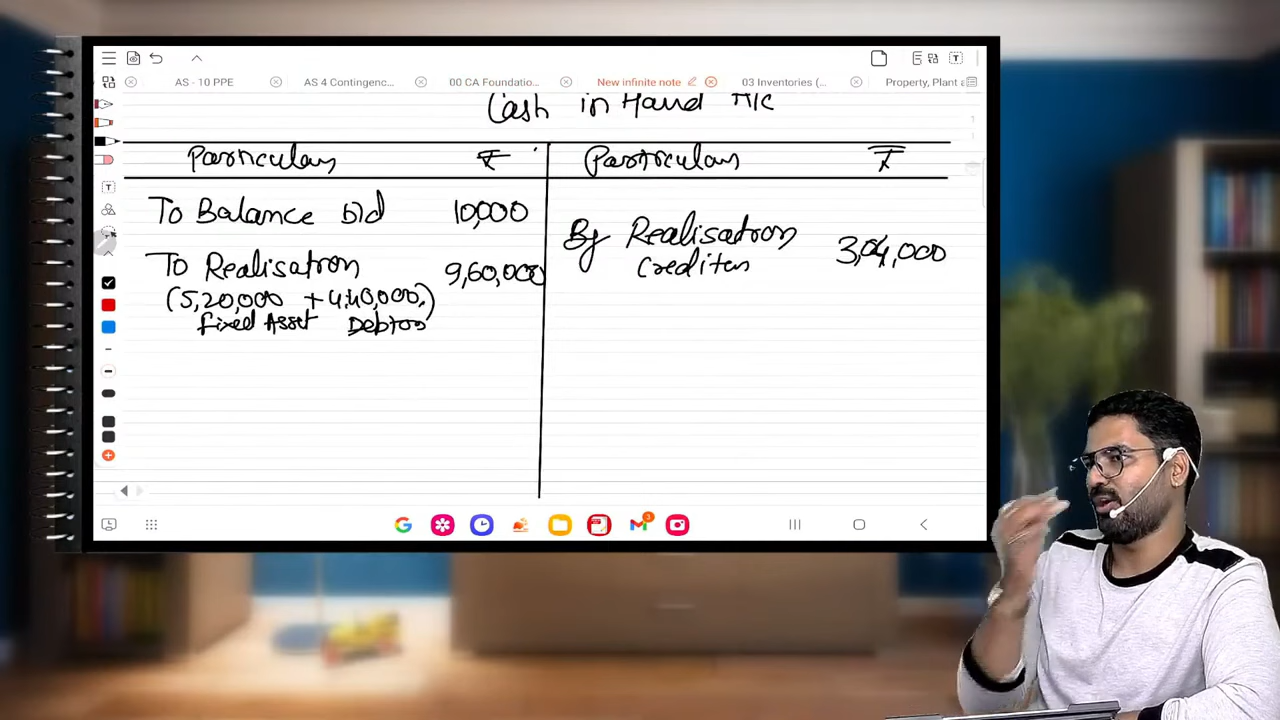 AS - 10 PPE
AS 4 Contingenc...
00 CA Foundatio...
New infinite note
03 Inventories (...
Property, Plant a
Cash in Hand A/c
Particulars ₹ Particulars ₹
To Balance b/d 10,000
By Realisation 3,04,000
Creditors
To Realisation 9,60,000
(5,20,000 + 4,40,000)
Fixed Asset Debtors
3